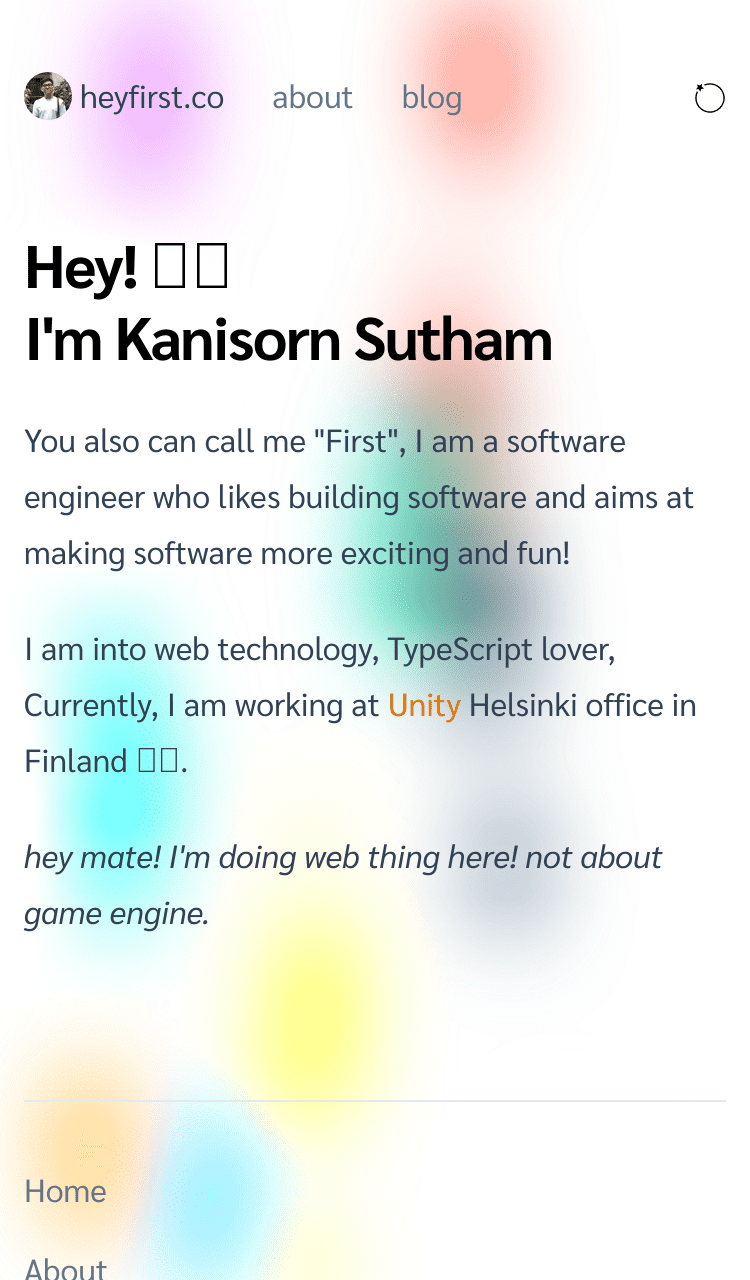 heyfirst.co about blog
Hey!
I'm Kanisorn Sutham
You also can call me "First", I am a software
engineer who likes building software and aims at
making software more exciting and fun!
I am into web technology, TypeScript lover,
Currently, I am working at Unity Helsinki office in
Finland .
hey mate! I'm doing web thing here! not about
game engine.
Home
About